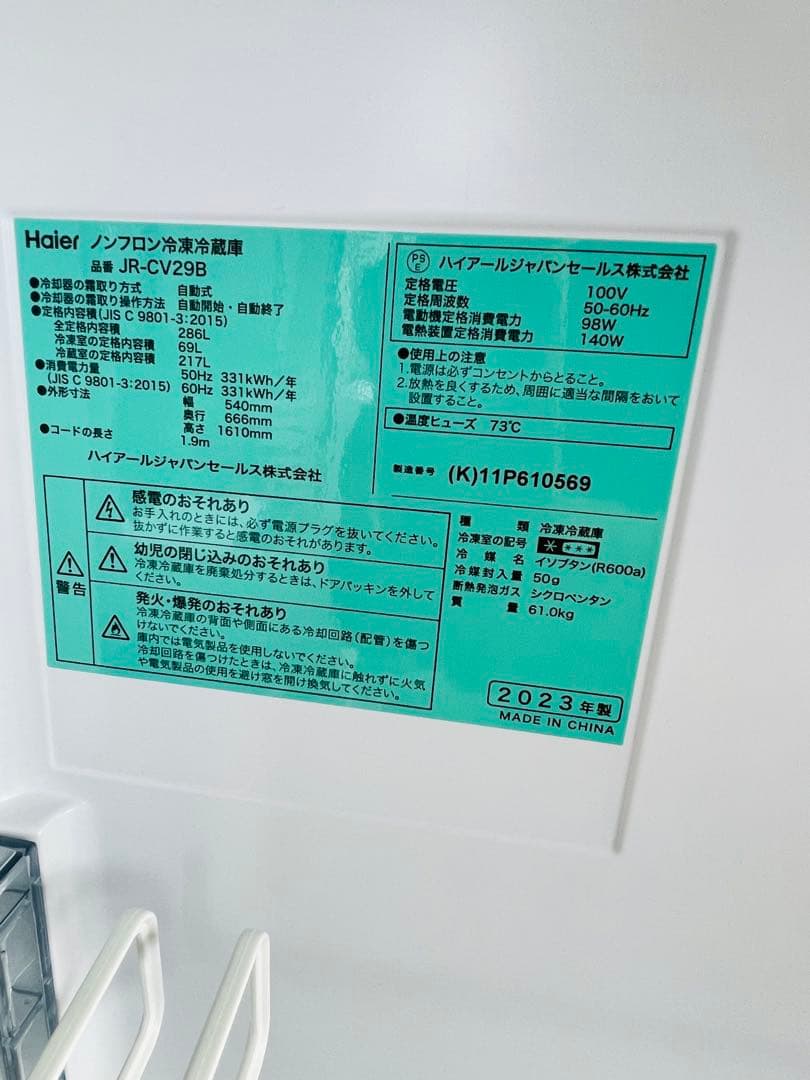 Haier ノンフロン冷凍冷蔵庫
品番 JR-CV29B
●冷却器の霜取り方式 自動式
●冷却器の霜取り操作方法 自動開始・自動終了
●定格内容積(JIS C 9801-3:2015)
全定格内容積 286L
冷凍室の定格内容積 69L
冷蔵室の定格内容積 217L
●消費電力量 50Hz 331kWh/年
(JIS C 9801-3:2015) 60Hz 331kWh/年
●外形寸法 幅 540mm
奥行 666mm
高さ 1610mm
●コードの長さ 1.9m
ハイアールジャパンセールス株式会社
PS
E ハイアールジャパンセールス株式会社
定格電圧 100V
定格周波数 50-60Hz
電動機定格消費電力 98W
電熱装置定格消費電力 140W
●使用上の注意
1.電源は必ずコンセントからとること。
2.放熱を良くするため、周囲に適当な間隔をおいて
設置すること。
●温度ヒューズ 73℃
製造番号 (K)11P610569
警告
感電のおそれあり
お手入れのときには、必ず電源プラグを抜いてください。
抜かずに作業すると感電のおそれがあります。
幼児の閉じ込みのおそれあり
冷凍冷蔵庫を廃棄処分するときは、ドアパッキンを外して
ください。
発火・爆発のおそれあり
冷凍冷蔵庫の背面や側面にある冷却回路(配管)を傷つ
けないでください。
庫内では電気製品を使用しないでください。
冷却回路を傷つけたときは、冷凍冷蔵庫に触れずに火気
や電気製品の使用を避け窓を開け換気してください。
種類 冷凍冷蔵庫
冷凍室の記号 ＊***
冷媒名 イソブタン(R600a)
冷媒封入量 50g
断熱発泡ガス シクロペンタン
質量 61.0kg
2023年製
MADE IN CHINA